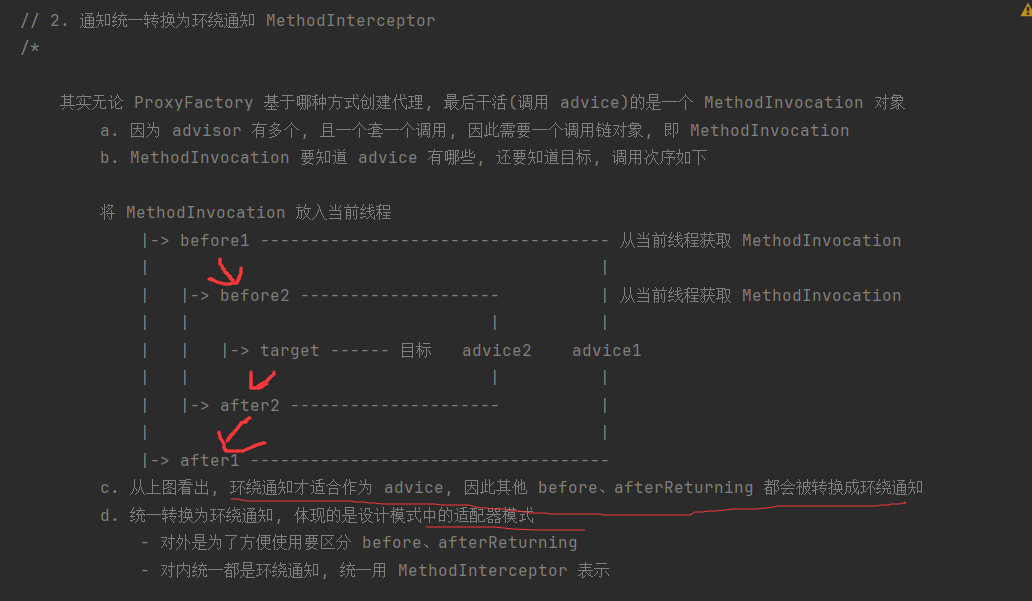 // 2. 通知统一转换为环绕通知 MethodInterceptor
/*
其实无论 ProxyFactory 基于哪种方式创建代理, 最后干活(调用 advice)的是一个 MethodInvocation 对象
a. 因为 advisor 有多个, 且一个套一个调用, 因此需要一个调用链对象, 即 MethodInvocation
b. MethodInvocation 要知道 advice 有哪些, 还要知道目标, 调用次序如下
将 MethodInvocation 放入当前线程
|-> before1 ----------------------------------- 从当前线程获取 MethodInvocation
| |
| |-> before2 -------------------- | 从当前线程获取 MethodInvocation
| | | |
| | |-> target ------ 目标 advice2 advice1
| | | |
| |-> after2 --------------------- |
| |
|-> after1 ------------------------------------
c. 从上图看出, 环绕通知才适合作为 advice, 因此其他 before、afterReturning 都会被转换成环绕通知
d. 统一转换为环绕通知, 体现的是设计模式中的适配器模式
- 对外是为了方便使用要区分 before、afterReturning
- 对内统一都是环绕通知, 统一用 MethodInterceptor 表示